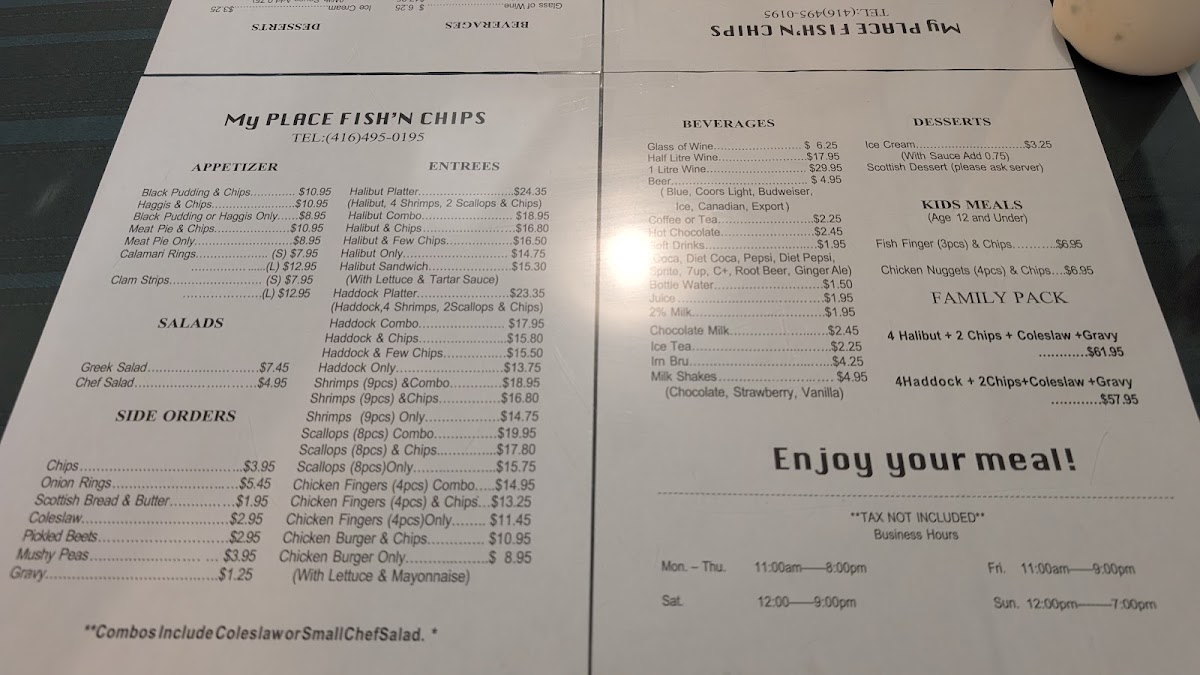 Ice Cream.......................$3.25
Glass of Wine.......................$ 6.25
DESSERTS
BEVERAGES
TEL:(416)495-0195
My PLACE FISH'N CHIPS
My PLACE FISH'N CHIPS
TEL:(416)495-0195
APPETIZER
Black Pudding & Chips............ $10.95
Haggis & Chips.......................$10.95
Black Pudding or Haggis Only......$8.95
Meat Pie & Chips....................$10.95
Meat Pie Only.........................$8.95
Calamari Rings.................... (S) $7.95
.....................(L) $12.95
Clam Strips........................ (S) $7.95
.....................(L) $12.95
SALADS
Greek Salad...............................$7.45
Chef Salad................................$4.95
SIDE ORDERS
Chips..........................................$3.95
Onion Rings................................$5.45
Scottish Bread & Butter................$1.95
Coleslaw.....................................$2.95
Pickled Beets...............................$2.95
Mushy Peas.......................... ...$3.95
Gravy...........................................$1.25
ENTREES
Halibut Platter........................$24.35
(Halibut, 4 Shrimps, 2 Scallops & Chips)
Halibut Combo....................... $18.95
Halibut & Chips.......................$16.80
Halibut & Few Chips................$16.50
Halibut Only...........................$14.75
Halibut Sandwich.....................$15.30
(With Lettuce & Tartar Sauce)
Haddock Platter......................$23.35
(Haddock,4 Shrimps, 2Scallops & Chips)
Haddock Combo...................... $17.95
Haddock & Chips.....................$15.80
Haddock & Few Chips...............$15.50
Haddock Only..........................$13.75
Shrimps (9pcs) &Combo............$18.95
Shrimps (9pcs) &Chips..............$16.80
Shrimps (9pcs) Only.................$14.75
Scallops (8pcs) Combo..............$19.95
Scallops (8pcs) & Chips.............$17.80
Scallops (8pcs)Only..................$15.75
Chicken Fingers (4pcs) Combo.....$14.95
Chicken Fingers (4pcs) & Chips...$13.25
Chicken Fingers (4pcs)Only........ $11.45
Chicken Burger & Chips.............. $10.95
Chicken Burger Only...................$ 8.95
(With Lettuce & Mayonnaise)
**Combos Include Coleslaw or Small Chef Salad. *
BEVERAGES
Glass of Wine....................... $ 6.25
Half Litre Wine......................$17.95
1 Litre Wine..........................$29.95
Beer.................................... $ 4.95
( Blue, Coors Light, Budweiser,
Ice, Canadian, Export )
Coffee or Tea........................$2.25
Hot Chocolate.......................$2.45
Soft Drinks............................$1.95
Coca, Diet Coca, Pepsi, Diet Pepsi,
Sprite, 7up, C+, Root Beer, Ginger Ale)
Bottle Water..........................$1.50
Juice....................................$1.95
2% Milk................................$1.95
Chocolate Milk.......................$2.45
Ice Tea.................................$2.25
Irn Bru..................................$4.25
Milk Shakes........................... $4.95
(Chocolate, Strawberry, Vanilla)
DESSERTS
Ice Cream.......................$3.25
(With Sauce Add 0.75)
Scottish Dessert (please ask server)
KIDS MEALS
(Age 12 and Under)
Fish Finger (3pcs) & Chips...........$6.95
Chicken Nuggets (4pcs) & Chips....$6.95
FAMILY PACK
4 Halibut + 2 Chips + Coleslaw +Gravy
............$61.95
4Haddock + 2Chips+Coleslaw +Gravy
............$57.95
Enjoy your meal!
**TAX NOT INCLUDED**
Business Hours
Mon. – Thu. 11:00am——8:00pm
Fri. 11:00am——9:00pm
Sat. 12:00——9:00pm
Sun. 12:00pm-------7:00pm